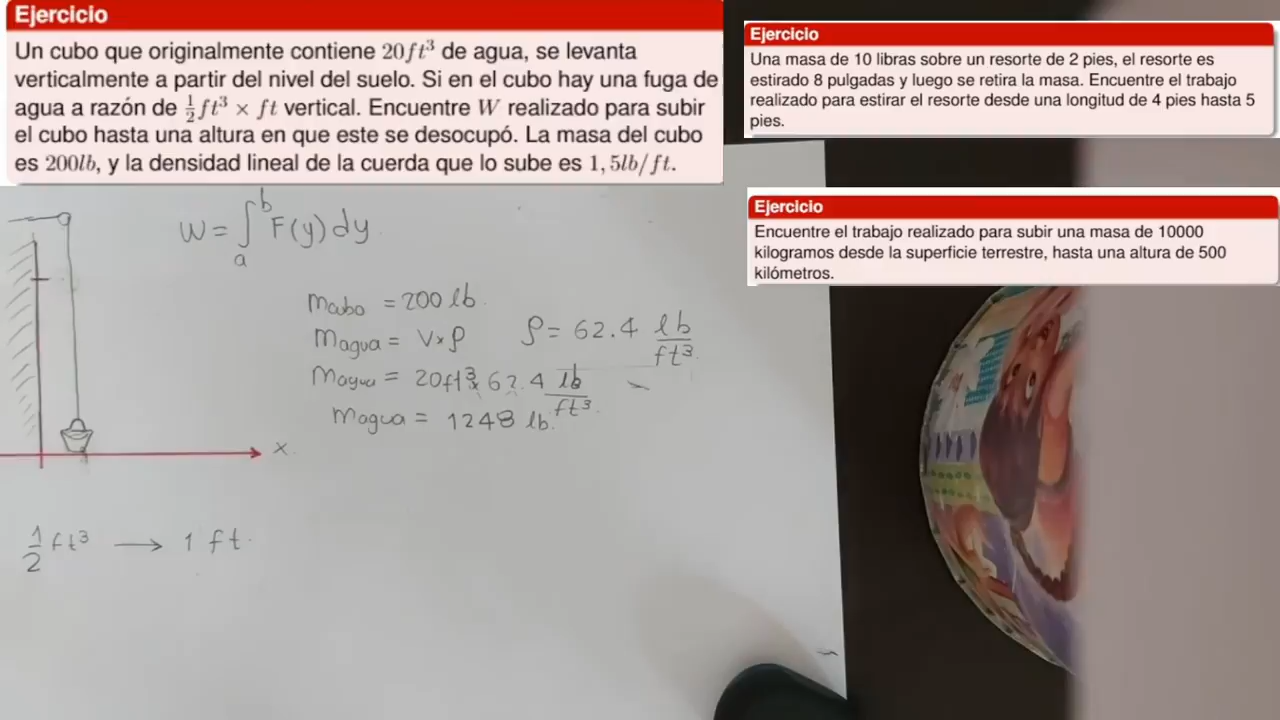 Ejercicio
Un cubo que originalmente contiene 20ft³ de agua, se levanta
verticalmente a partir del nivel del suelo. Si en el cubo hay una fuga de
agua a razón de ½ft³ × ft vertical. Encuentre W realizado para subir
el cubo hasta una altura en que este se desocupó. La masa del cubo
es 200lb, y la densidad lineal de la cuerda que lo sube es 1, 5lb/ft.
Ejercicio
Una masa de 10 libras sobre un resorte de 2 pies, el resorte es
estirado 8 pulgadas y luego se retira la masa. Encuentre el trabajo
realizado para estirar el resorte desde una longitud de 4 pies hasta 5
pies.
Ejercicio
Encuentre el trabajo realizado para subir una masa de 10000
kilogramos desde la superficie terrestre, hasta una altura de 500
kilómetros.
W = ∫ₐᵇ F(y) dy
mcubo = 200 lb.
magua = V×ρ ρ = 62.4 lb/ft³
magua = 20ft³ × 62.4 lb/ft³
magua = 1248 lb.
x
1/2 ft³ → 1 ft.